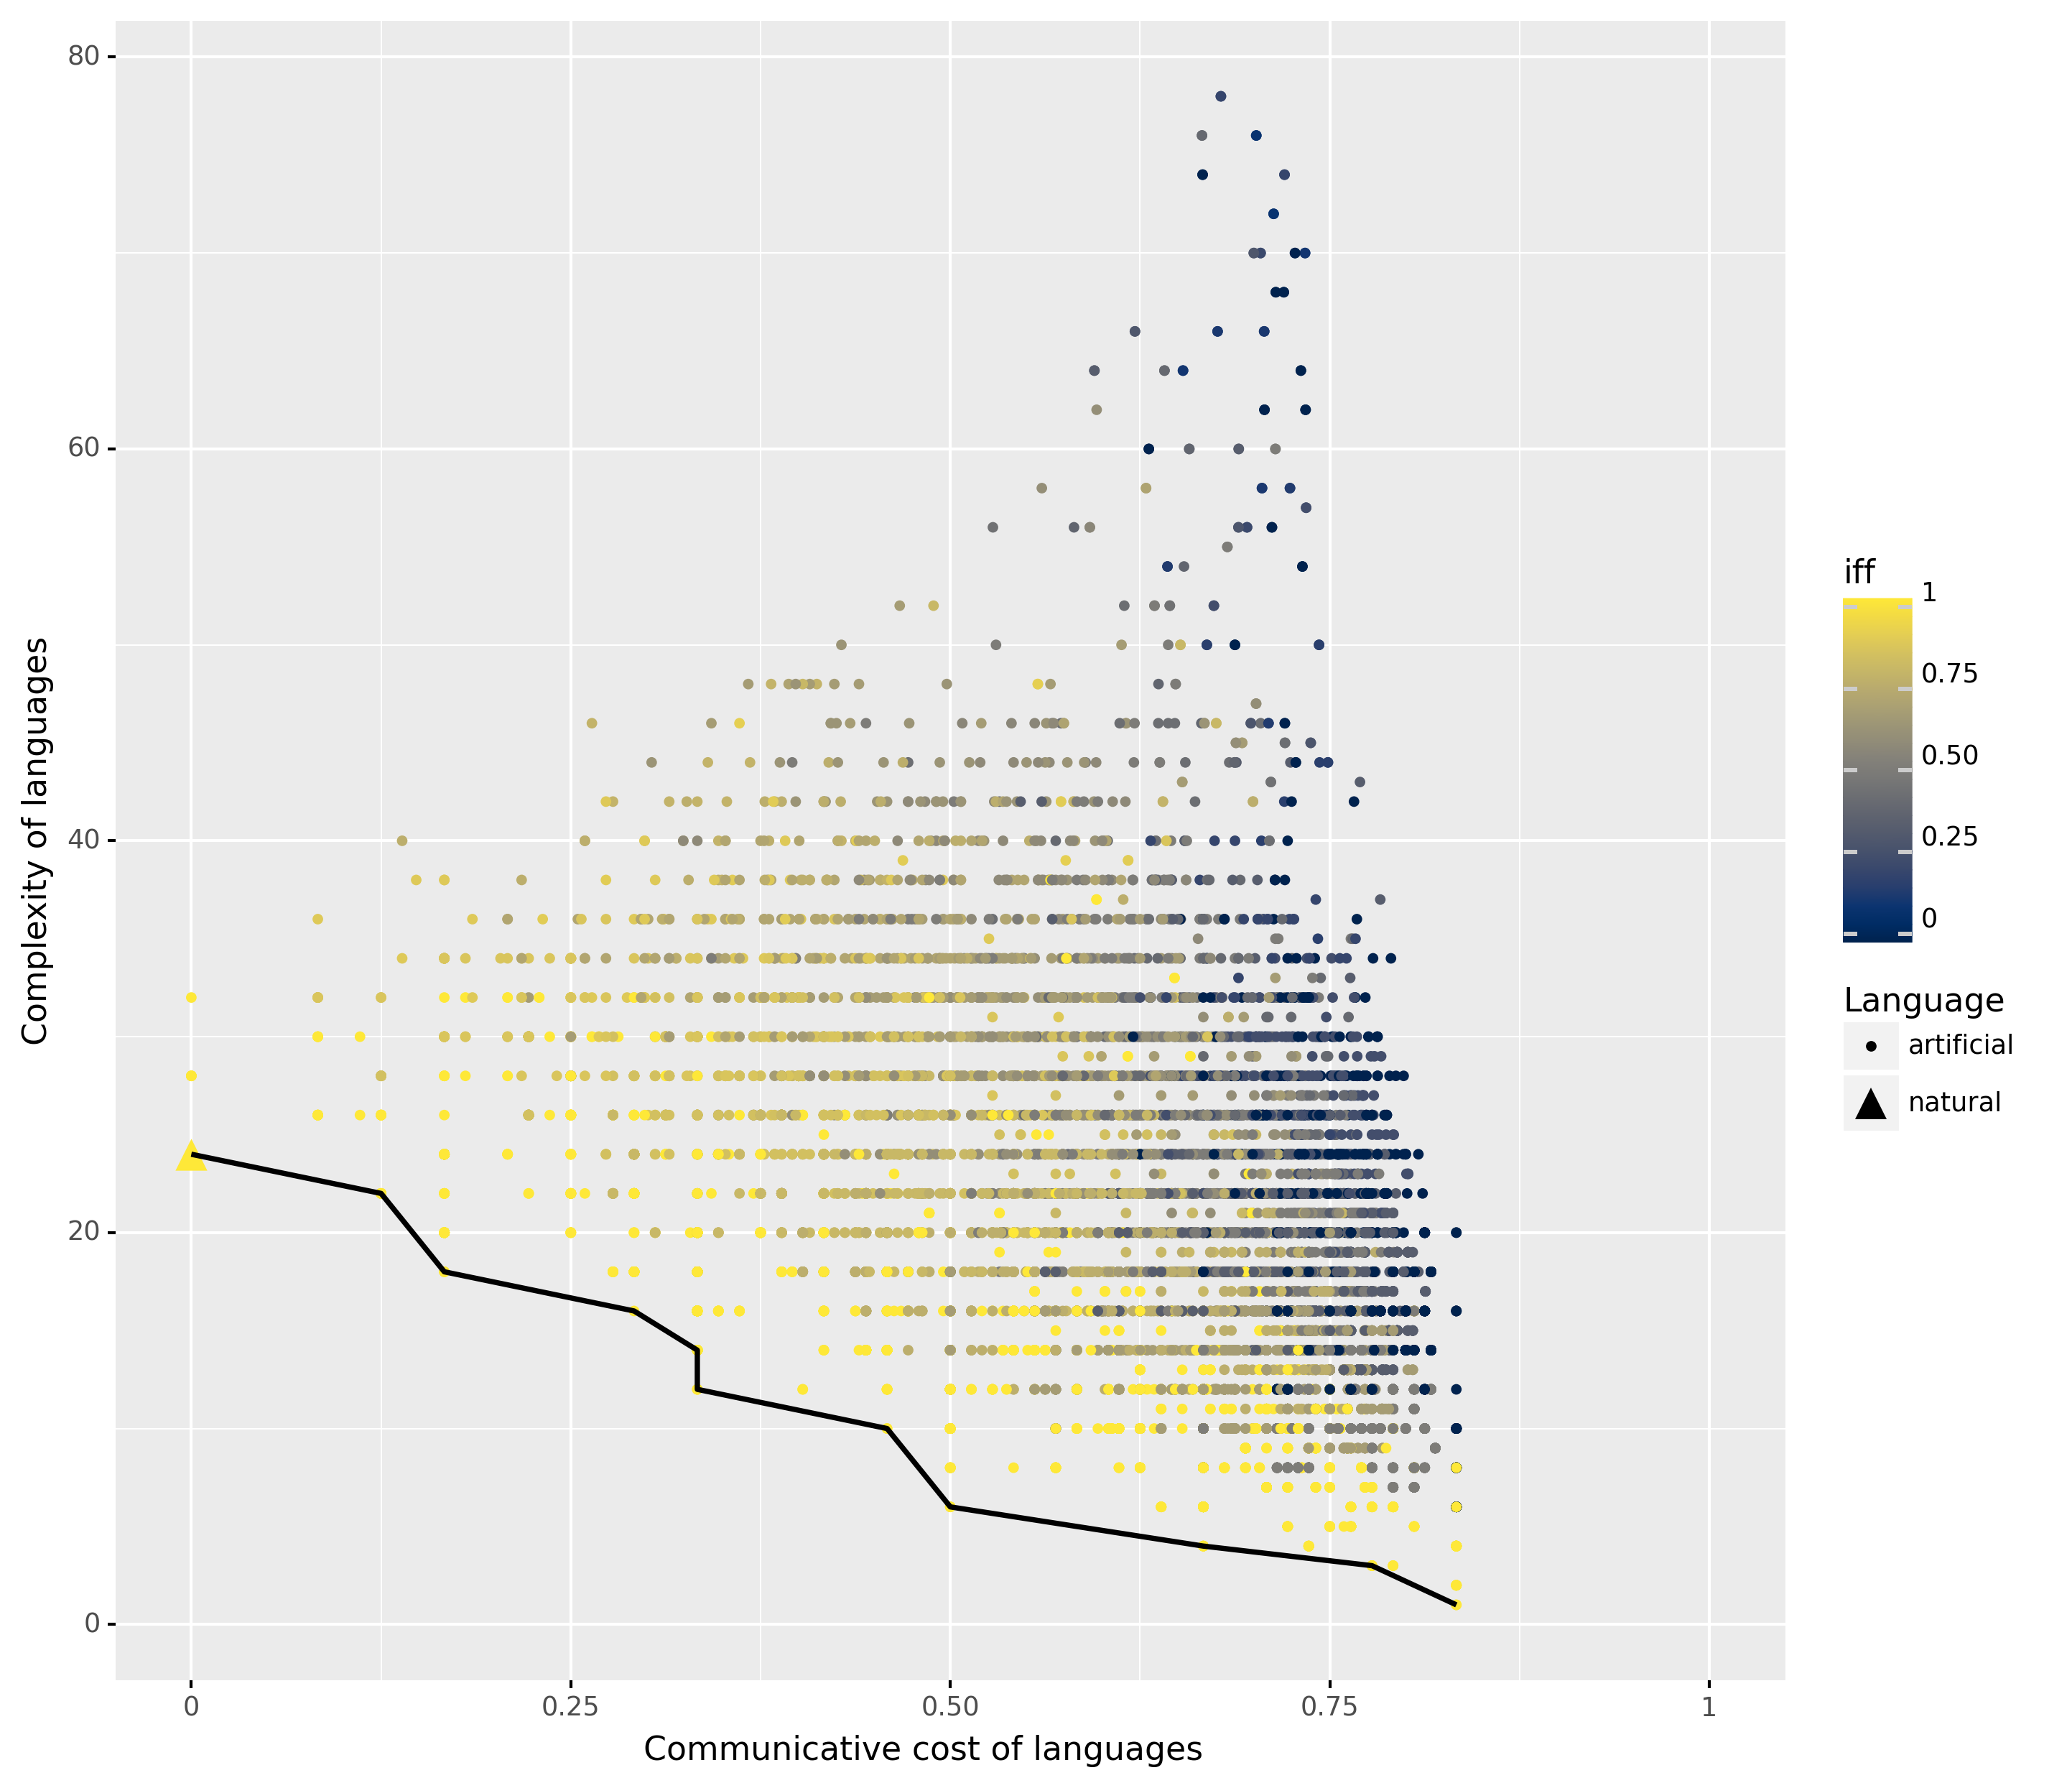 80
60
40
20
0
Complexity of languages
0 0.25 0.50 0.75 1
Communicative cost of languages
iff
1
0.75
0.50
0.25
0
Language
artificial
natural